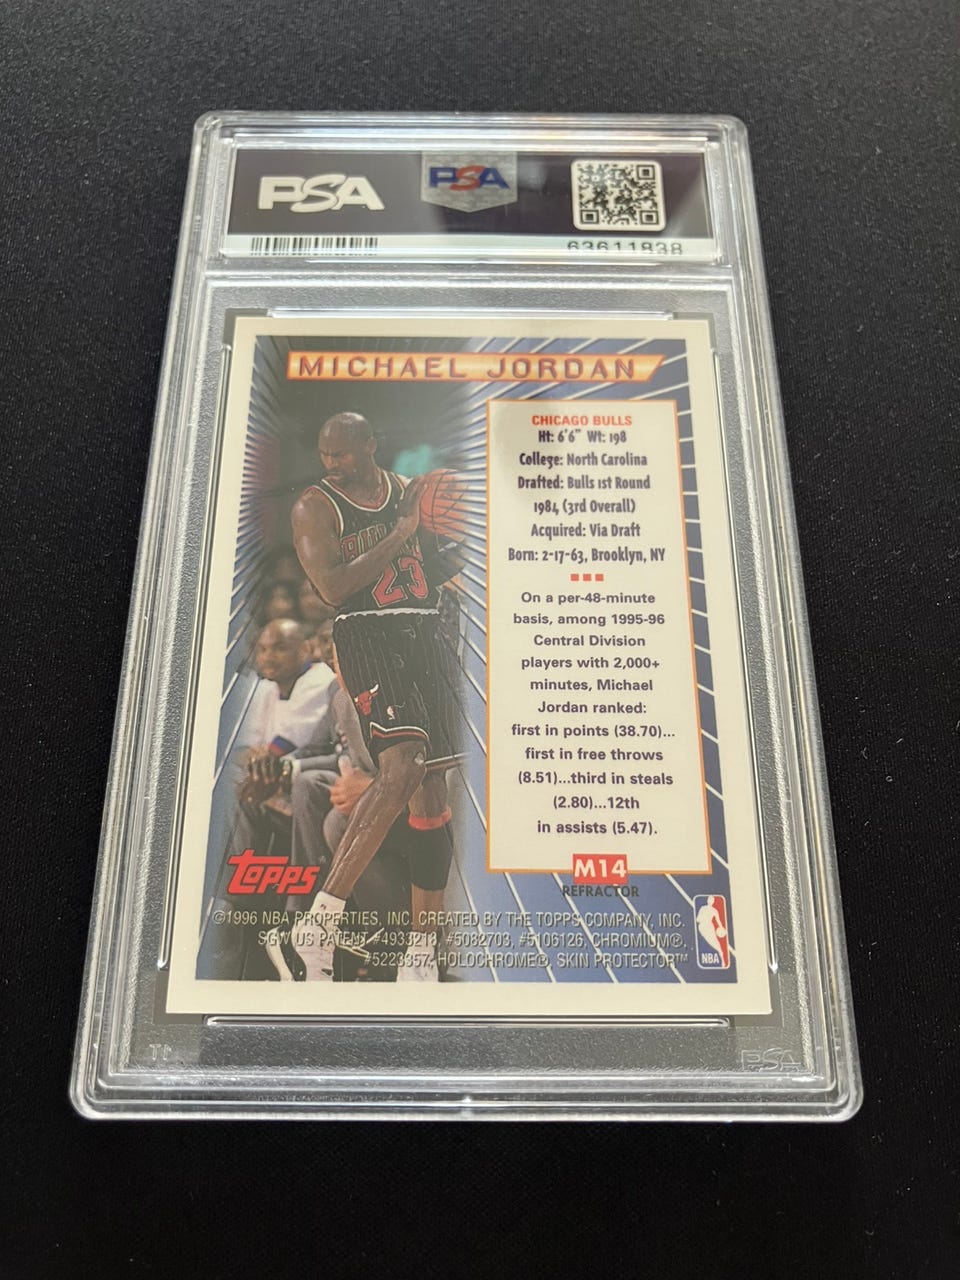 PSA
PSA
63611838
MICHAEL JORDAN
CHICAGO BULLS
Ht: 6'6" Wt: 198
College: North Carolina
Drafted: Bulls 1st Round
1984 (3rd Overall)
Acquired: Via Draft
Born: 2-17-63, Brooklyn, NY
On a per-48-minute
basis, among 1995-96
Central Division
players with 2,000+
minutes, Michael
Jordan ranked:
first in points (38.70)...
first in free throws
(8.51)...third in steals
(2.80)...12th
in assists (5.47).
BULLS
23
M14
REFRACTOR
TOPPS
©1996 NBA PROPERTIES, INC. CREATED BY THE TOPPS COMPANY, INC.
SGW US PATENT #4933218, #5082703, #5106126, CHROMIUM®.
#5223357, HOLOCHROME®, SKIN PROTECTOR™
NBA
PSA